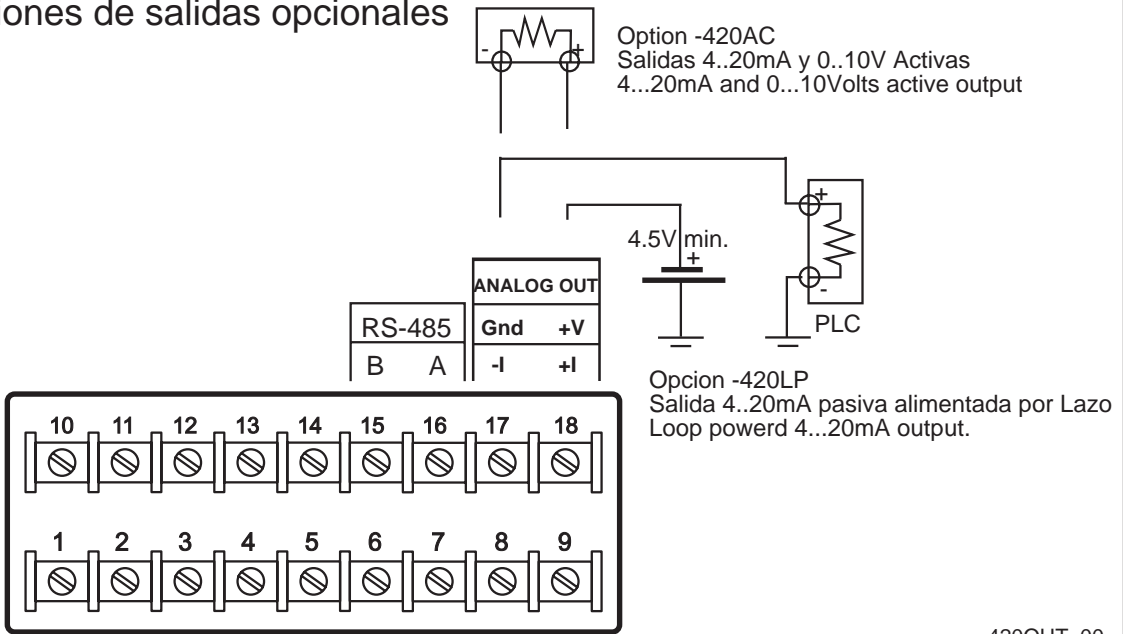 iones de salidas opcionales
-
+
Option -420AC
Salidas 4..20mA y 0..10V Activas
4...20mA and 0...10Volts active output
+
-
PLC
4.5V min.
+
ANALOG OUT
Gnd +V
-I +I
RS-485
B A
Opcion -420LP
Salida 4..20mA pasiva alimentada por Lazo
Loop powerd 4...20mA output.
10 11 12 13 14 15 16 17 18
1 2 3 4 5 6 7 8 9